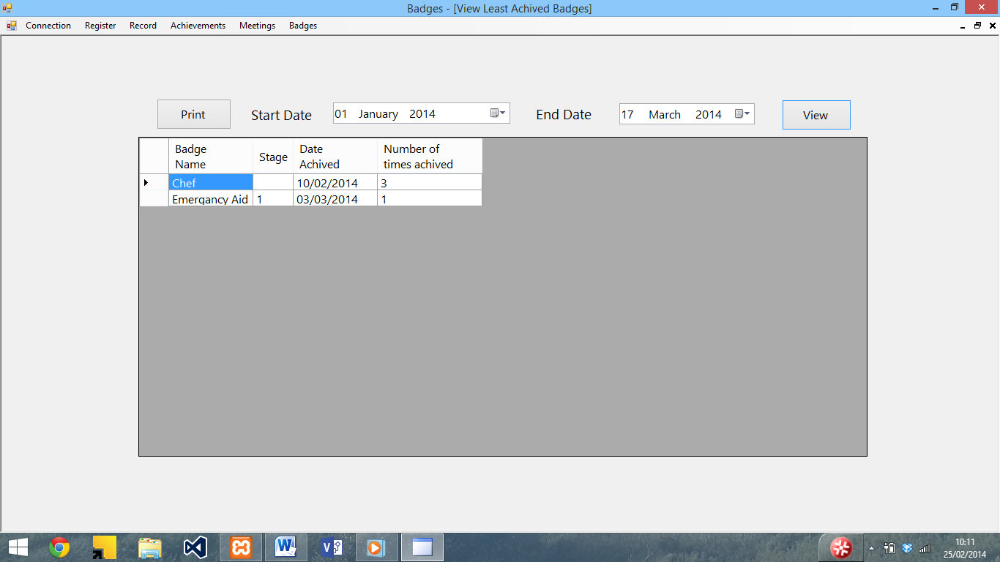 Badges - [View Least Achived Badges]
Connection Register Record Achievements Meetings Badges
Print Start Date 01 January 2014 End Date 17 March 2014 View
Badge Name Stage Date Achived Number of times achived
Chef 10/02/2014 3
Emergancy Aid 1 03/03/2014 1
10:11
25/02/2014